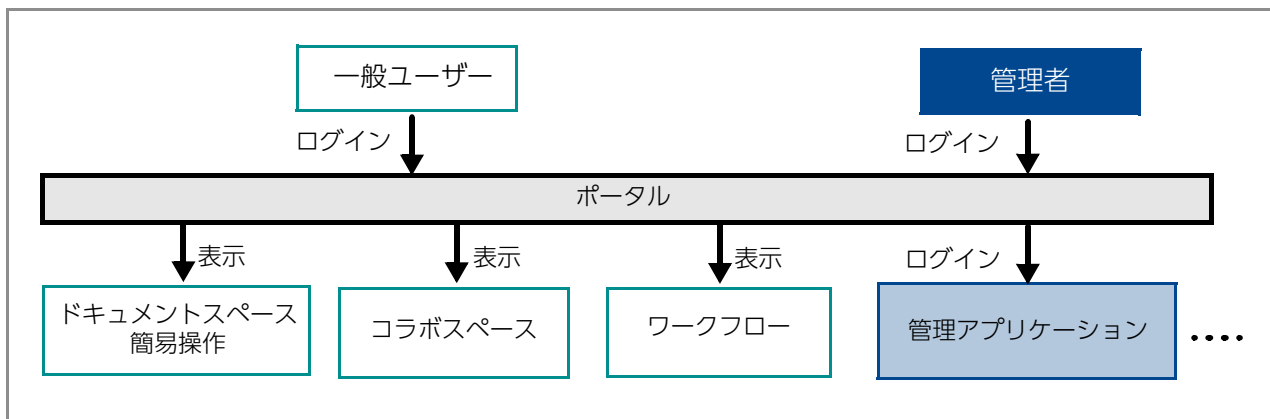 一般ユーザー
管理者
ログイン
ログイン
ポータル
表示
表示
表示
ログイン
ドキュメントスペース
簡易操作
コラボスペース
ワークフロー
管理アプリケーション
....